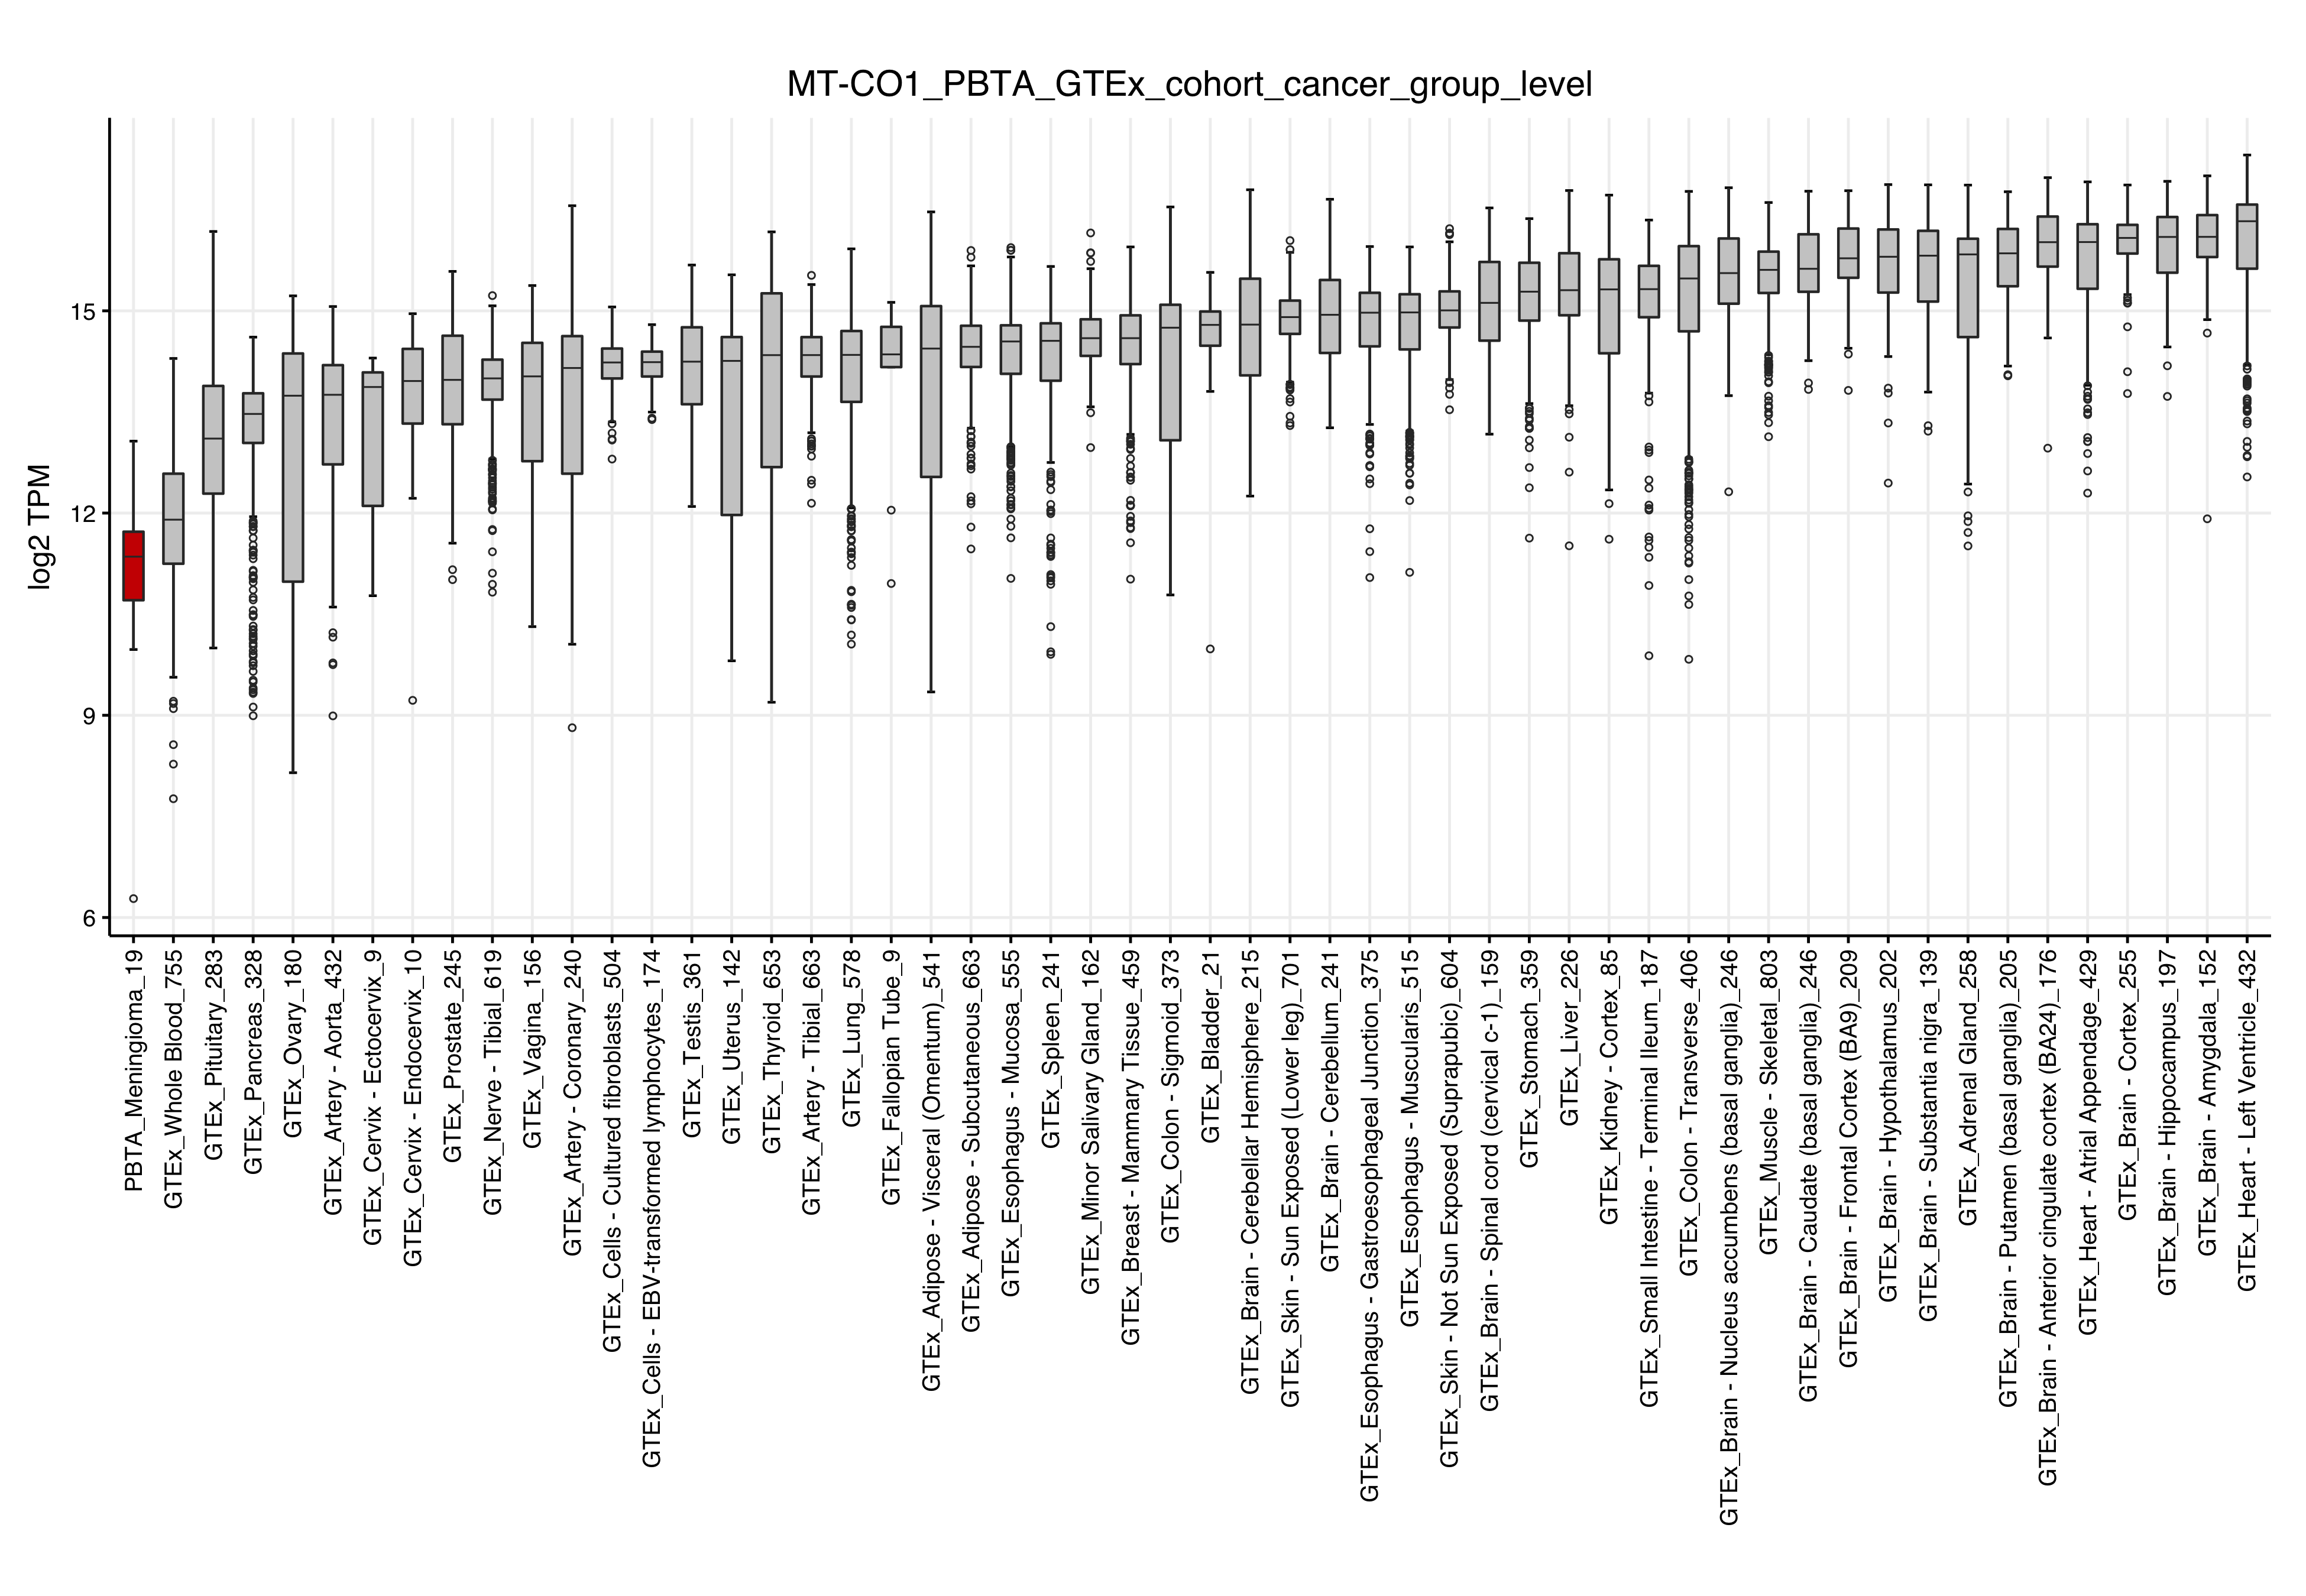 MT-CO1_PBTA_GTEx_cohort_cancer_group_level
log2 TPM
15
12
9
6
PBTA_Meningioma_19
GTEx_Whole Blood_755
GTEx_Pituitary_283
GTEx_Pancreas_328
GTEx_Ovary_180
GTEx_Artery - Aorta_432
GTEx_Cervix - Ectocervix_9
GTEx_Cervix - Endocervix_10
GTEx_Prostate_245
GTEx_Nerve - Tibial_619
GTEx_Vagina_156
GTEx_Artery - Coronary_240
GTEx_Cells - Cultured fibroblasts_504
GTEx_Cells - EBV-transformed lymphocytes_174
GTEx_Testis_361
GTEx_Uterus_142
GTEx_Thyroid_653
GTEx_Artery - Tibial_663
GTEx_Lung_578
GTEx_Fallopian Tube_9
GTEx_Adipose - Visceral (Omentum)_541
GTEx_Adipose - Subcutaneous_663
GTEx_Esophagus - Mucosa_555
GTEx_Spleen_241
GTEx_Minor Salivary Gland_162
GTEx_Breast - Mammary Tissue_459
GTEx_Colon - Sigmoid_373
GTEx_Bladder_21
GTEx_Brain - Cerebellar Hemisphere_215
GTEx_Skin - Sun Exposed (Lower leg)_701
GTEx_Brain - Cerebellum_241
GTEx_Esophagus - Gastroesophageal Junction_375
GTEx_Esophagus - Muscularis_515
GTEx_Skin - Not Sun Exposed (Suprapubic)_604
GTEx_Brain - Spinal cord (cervical c-1)_159
GTEx_Stomach_359
GTEx_Liver_226
GTEx_Kidney - Cortex_85
GTEx_Small Intestine - Terminal Ileum_187
GTEx_Colon - Transverse_406
GTEx_Brain - Nucleus accumbens (basal ganglia)_246
GTEx_Muscle - Skeletal_803
GTEx_Brain - Caudate (basal ganglia)_246
GTEx_Brain - Frontal Cortex (BA9)_209
GTEx_Brain - Hypothalamus_202
GTEx_Brain - Substantia nigra_139
GTEx_Adrenal Gland_258
GTEx_Brain - Putamen (basal ganglia)_205
GTEx_Brain - Anterior cingulate cortex (BA24)_176
GTEx_Heart - Atrial Appendage_429
GTEx_Brain - Cortex_255
GTEx_Brain - Hippocampus_197
GTEx_Brain - Amygdala_152
GTEx_Heart - Left Ventricle_432